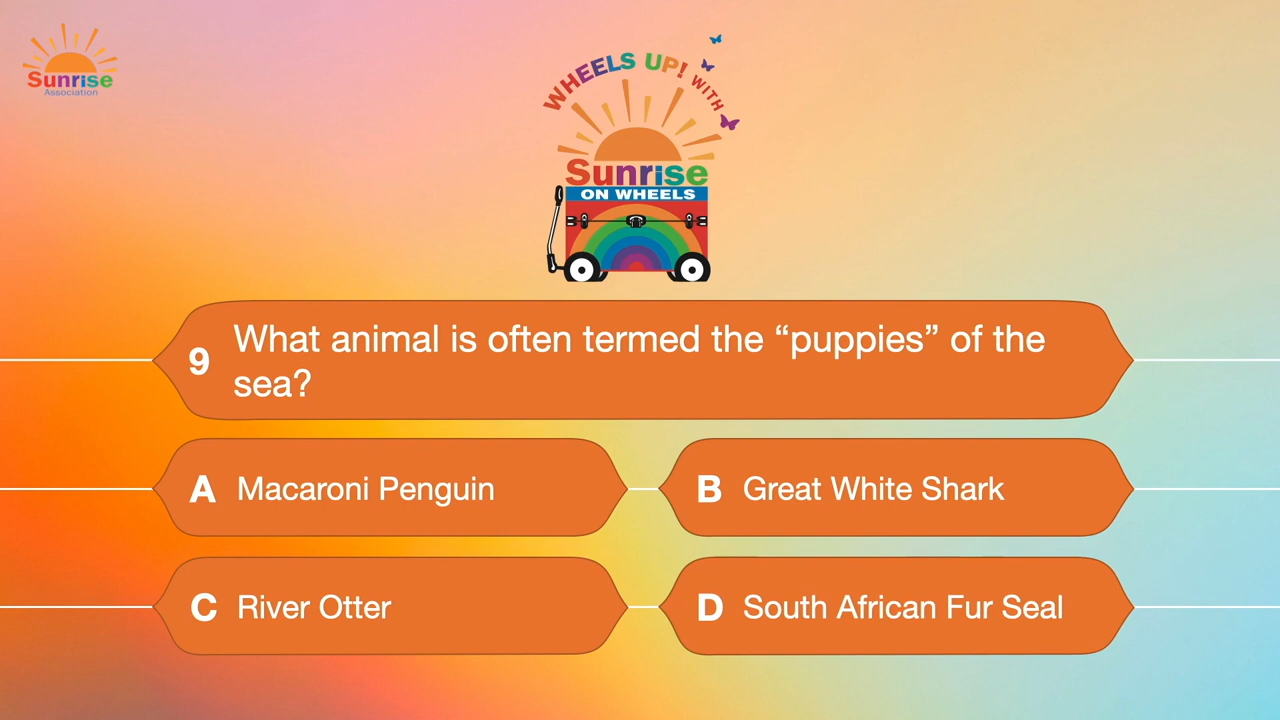 Sunrise
Association
WHEELS UP! WITH
Sunrise
ON WHEELS
9 What animal is often termed the “puppies” of the
sea?
A Macaroni Penguin
B Great White Shark
C River Otter
D South African Fur Seal